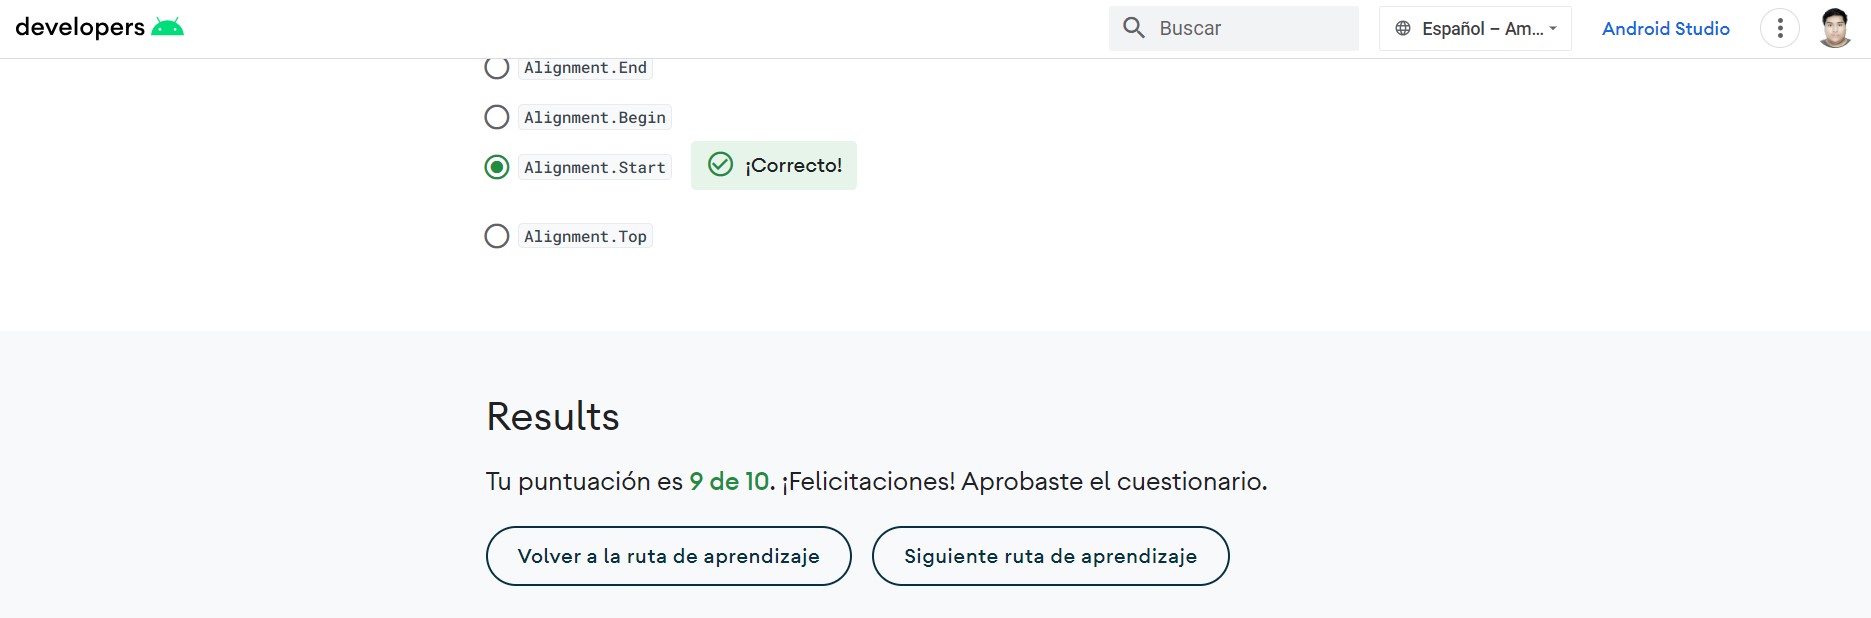 developers
Buscar
Español – Am...
Android Studio
Alignment.End
Alignment.Begin
Alignment.Start
¡Correcto!
Alignment.Top
Results
Tu puntuación es 9 de 10. ¡Felicitaciones! Aprobaste el cuestionario.
Volver a la ruta de aprendizaje
Siguiente ruta de aprendizaje